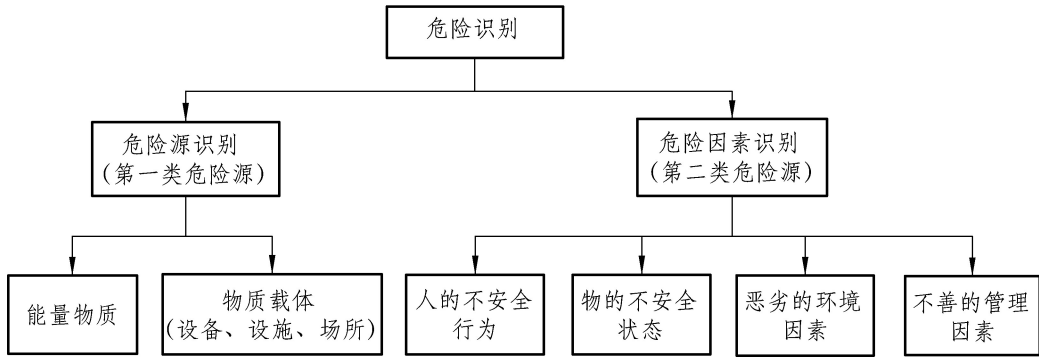 危险识别
危险源识别
(第一类危险源)
危险因素识别
(第二类危险源)
能量物质
物质载体
(设备、设施、场所)
人的不安全
行为
物的不安全
状态
恶劣的环境
因素
不善的管理
因素